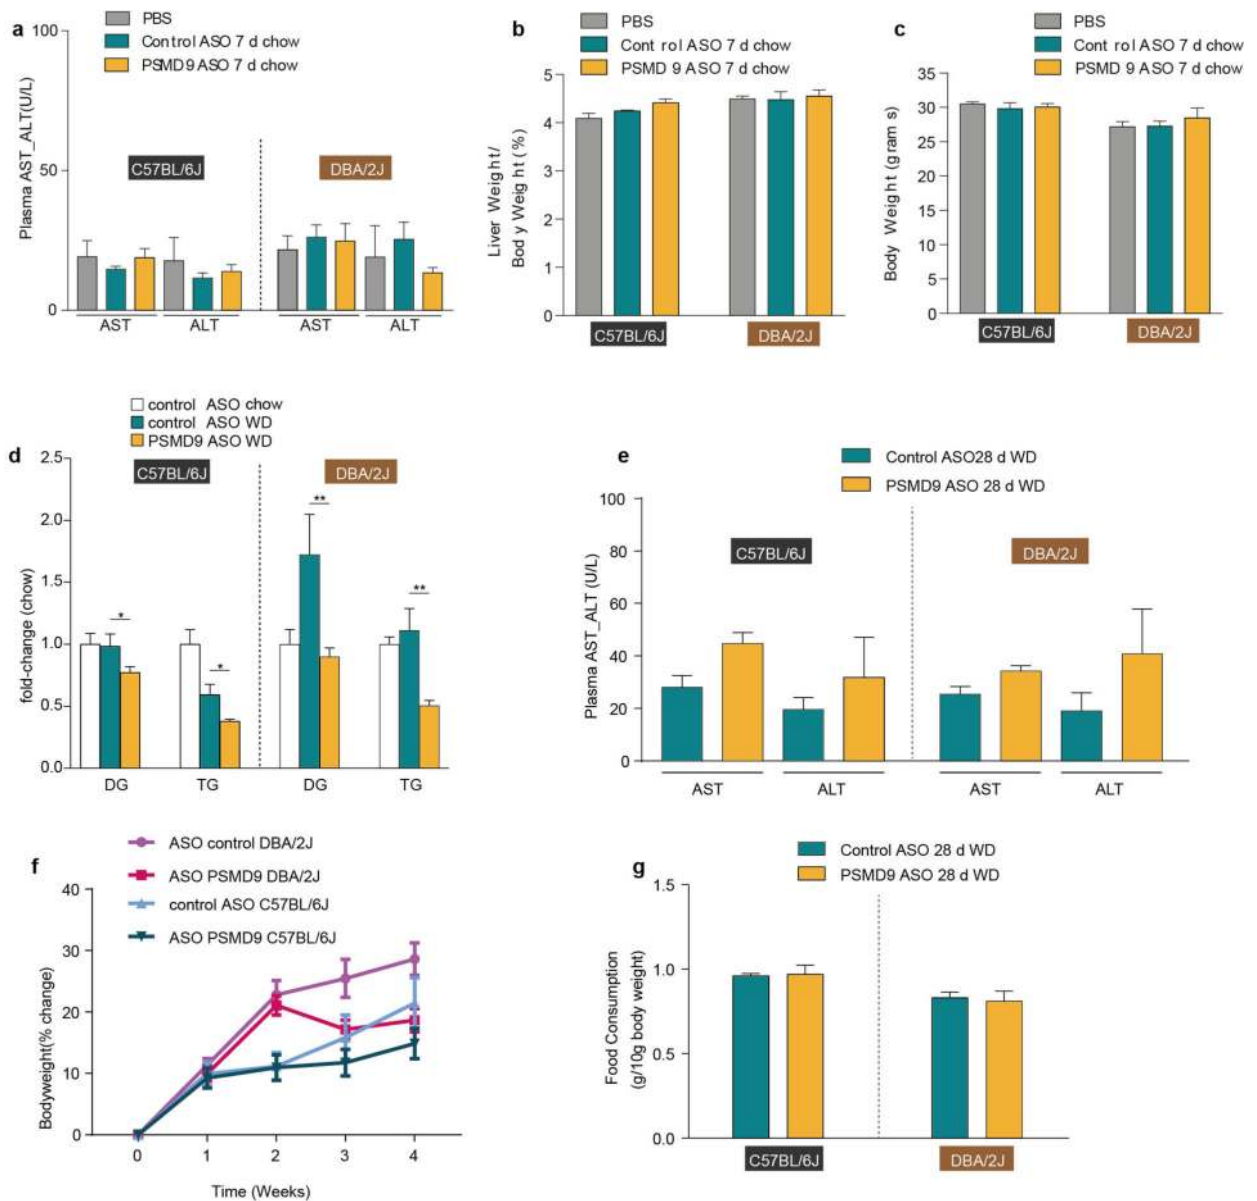 a
PBS
Control ASO 7 d chow
PSMD9 ASO 7 d chow
Plasma AST_ALT(U/L)
100
50
0
C57BL/6J
DBA/2J
AST
ALT
AST
ALT
b
PBS
Cont rol ASO 7 d chow
PSMD 9 ASO 7 d chow
Liver Weight/
Bod y Weight (%)
5
4
3
2
1
0
C57BL/6J
DBA/2J
c
PBS
Cont rol ASO 7 d chow
PSMD 9 ASO 7 d chow
Body Weight (gram s)
35
30
25
20
15
10
5
0
C57BL/6J
DBA/2J
d
control ASO chow
control ASO WD
PSMD9 ASO WD
fold-change (chow)
2.5
2.0
1.5
1.0
0.5
0.0
C57BL/6J
DBA/2J
*
*
**
**
DG
TG
DG
TG
e
Control ASO28 d WD
PSMD9 ASO 28 d WD
Plasma AST_ALT (U/L)
100
80
60
40
20
0
C57BL/6J
DBA/2J
AST
ALT
AST
ALT
f
ASO control DBA/2J
ASO PSMD9 DBA/2J
control ASO C57BL/6J
ASO PSMD9 C57BL/6J
Bodyweight(% change)
40
30
20
10
0
0 1 2 3 4
Time (Weeks)
g
Control ASO 28 d WD
PSMD9 ASO 28 d WD
Food Consumption
(g/10g body weight)
1.5
1.0
0.5
0.0
C57BL/6J
DBA/2J